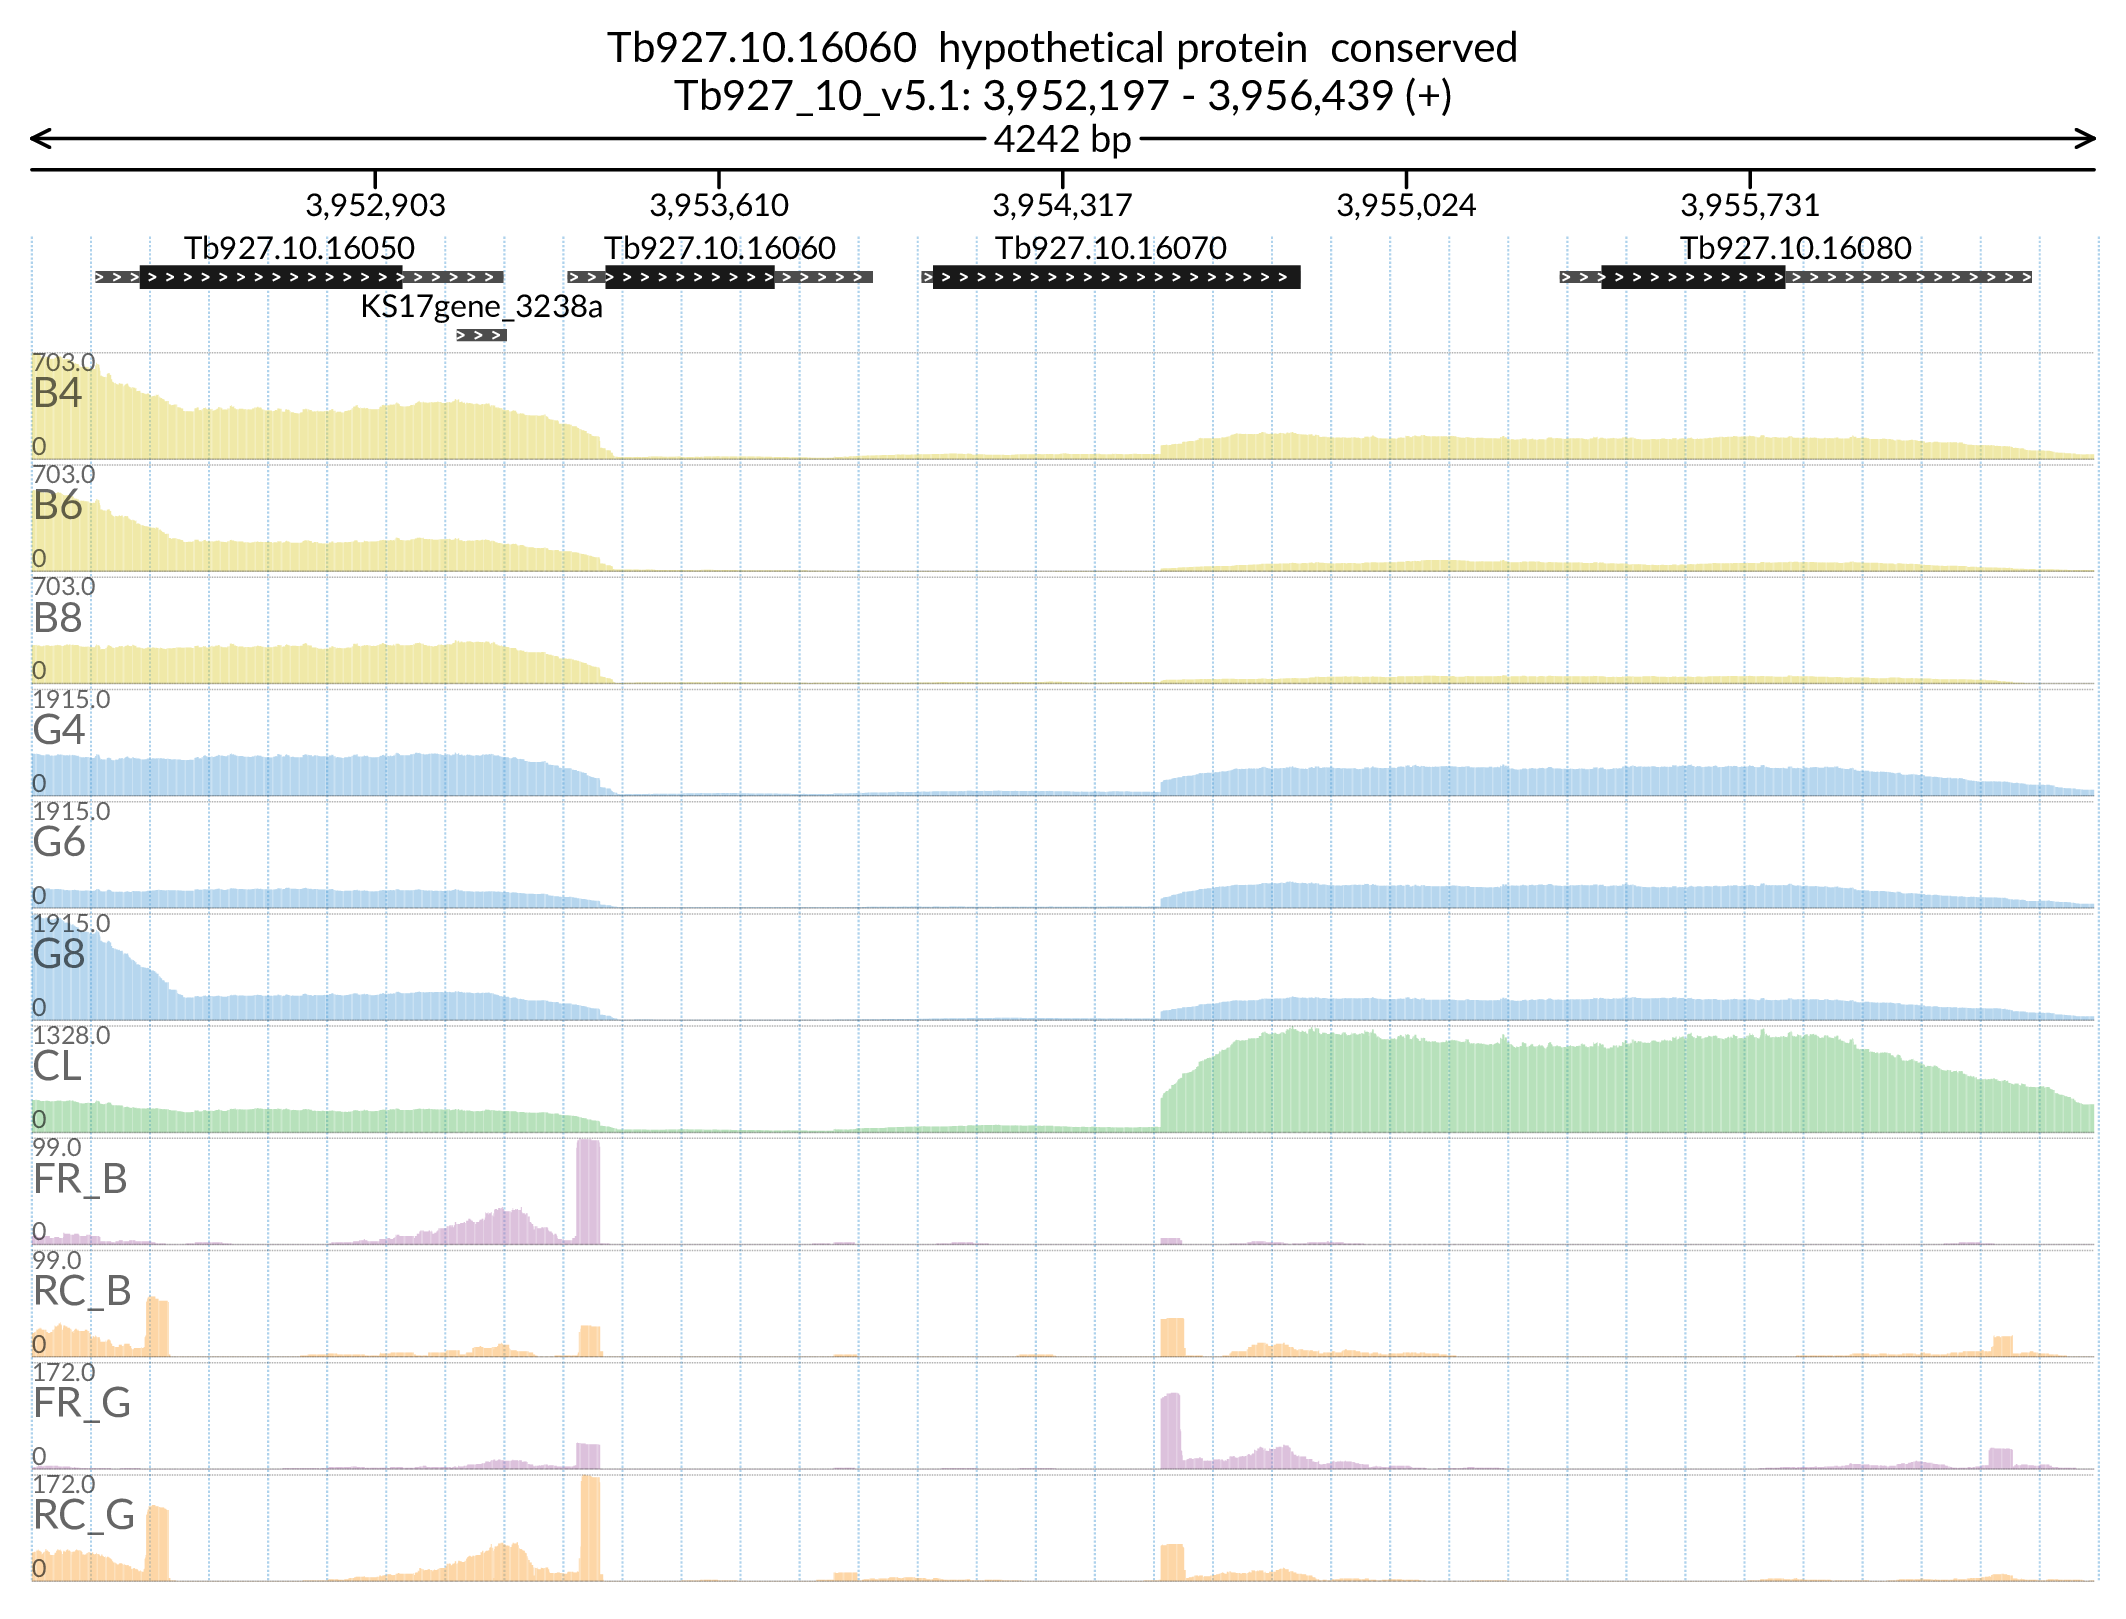 Tb927.10.16060  hypothetical protein  conserved
Tb927_10_v5.1: 3,952,197 - 3,956,439 (+)
4242 bp
3,952,903 3,953,610 3,954,317 3,955,024 3,955,731
Tb927.10.16050 Tb927.10.16060 Tb927.10.16070 Tb927.10.16080
KS17gene_3238a
703.0
B4
0
703.0
B6
0
703.0
B8
0
1915.0
G4
0
1915.0
G6
0
1915.0
G8
0
1328.0
CL
0
99.0
FR_B
0
99.0
RC_B
0
172.0
FR_G
0
172.0
RC_G
0